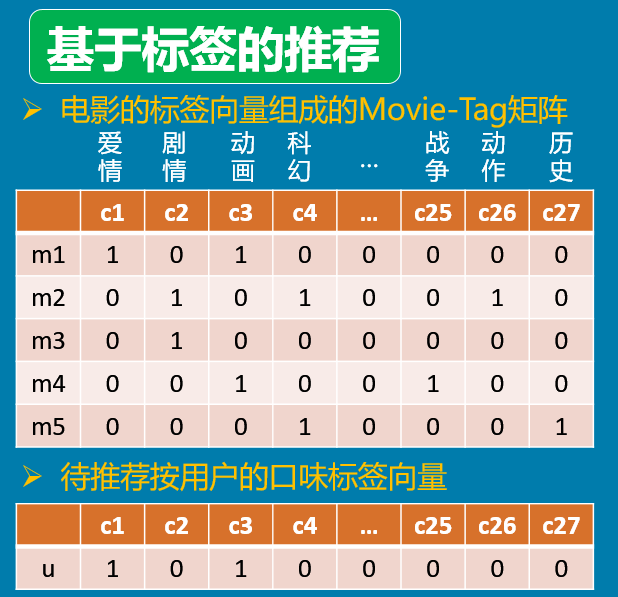 基于标签的推荐
➢ 电影的标签向量组成的Movie-Tag矩阵
爱情 剧情 动画 科幻 … 战争 动作 历史
c1 c2 c3 c4 … c25 c26 c27
m1 1 0 1 0 0 0 0 0
m2 0 1 0 1 0 0 1 0
m3 0 1 0 0 0 0 0 0
m4 0 0 1 0 0 1 0 0
m5 0 0 0 1 0 0 0 1
➢ 待推荐按用户的口味标签向量
c1 c2 c3 c4 … c25 c26 c27
u 1 0 1 0 0 0 0 0